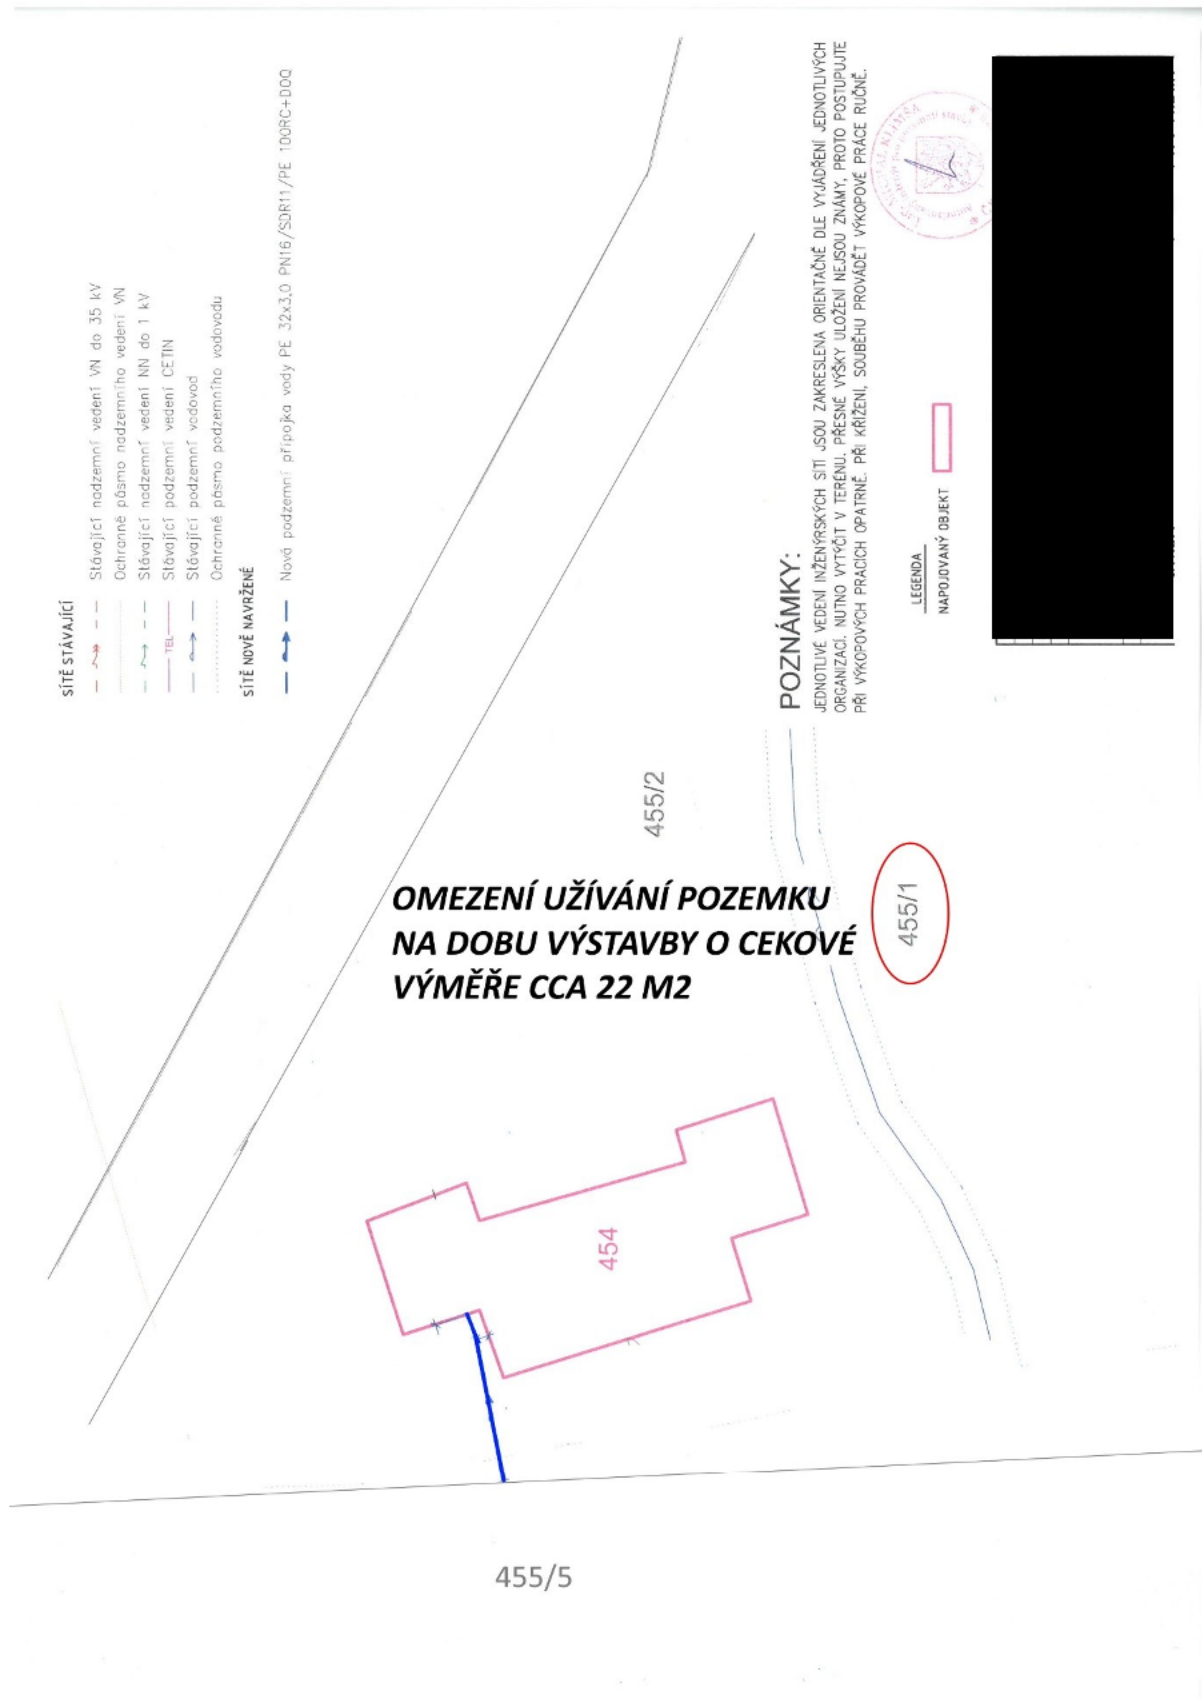 SÍTĚ STÁVAJÍCÍ
Stávající nadzemní vedení VN do 35 kV
Ochranné pásmo nadzemního vedení VN
Stávající nadzemní vedení NN do 1 kV
TEL
Stávající podzemní vedení CETIN
Stávající podzemní vodovod
Ochranné pásmo podzemního vodovodu
SÍTĚ NOVĚ NAVRŽENÉ
Nová podzemní přípojka vody PE 32x3.0 PN16/SDR11/PE 100RC+DOQ
POZNÁMKY:
JEDNOTLIVÉ VEDENÍ INŽENÝRSKÝCH SÍTÍ JSOU ZAKRESLENA ORIENTAČNĚ DLE VYJÁDŘENÍ JEDNOTLIVÝCH
ORGANIZACÍ. NUTNO VYTÝČIT V TERÉNU. PŘESNÉ VÝŠKY ULOŽENÍ NEJSOU ZNÁMY, PROTO POSTUPUJTE
PŘI VÝKOPOVÝCH PRACÍCH OPATRNĚ. PŘI KŘÍŽENÍ, SOUBĚHU PROVÁDĚT VÝKOPOVÉ PRÁCE RUČNĚ.
LEGENDA
NAPOJOVANÝ OBJEKT
455/2
OMEZENÍ UŽÍVÁNÍ POZEMKU
NA DOBU VÝSTAVBY O CEKOVÉ
VÝMĚŘE CCA 22 M2
455/1
454
455/5